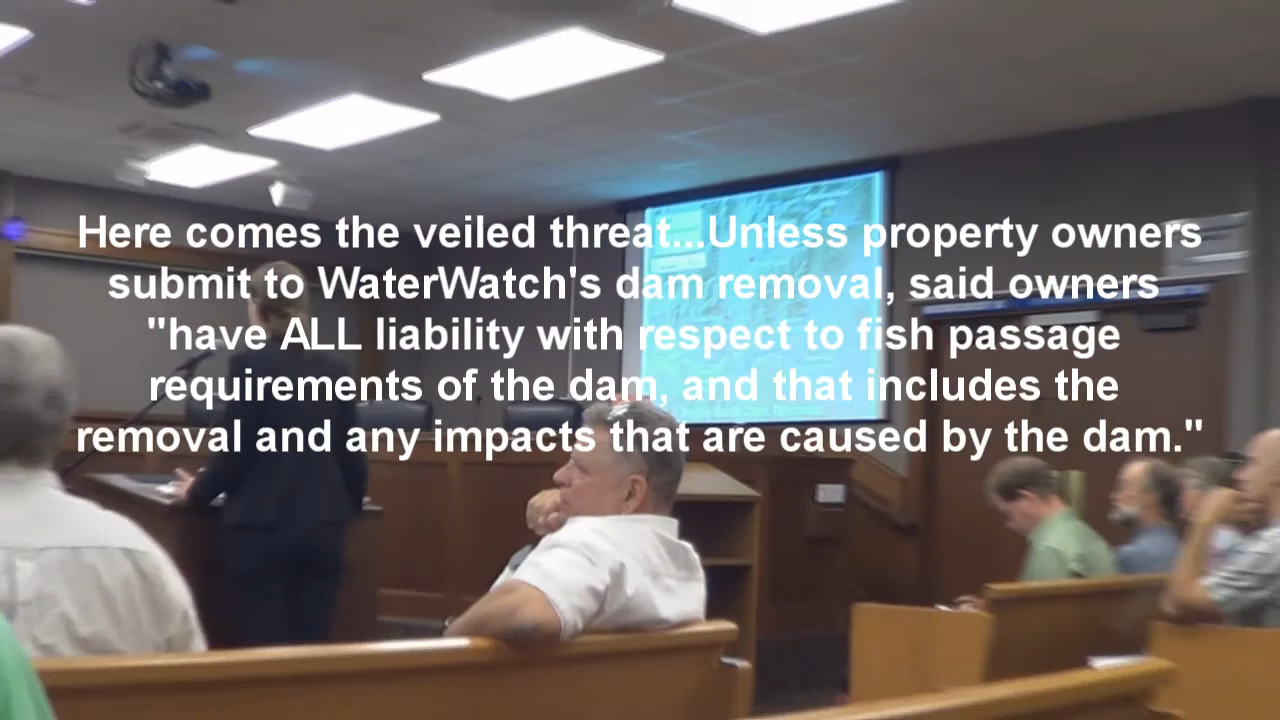 Here comes the veiled threat...Unless property owners
submit to WaterWatch's dam removal, said owners
"have ALL liability with respect to fish passage
requirements of the dam, and that includes the
removal and any impacts that are caused by the dam."